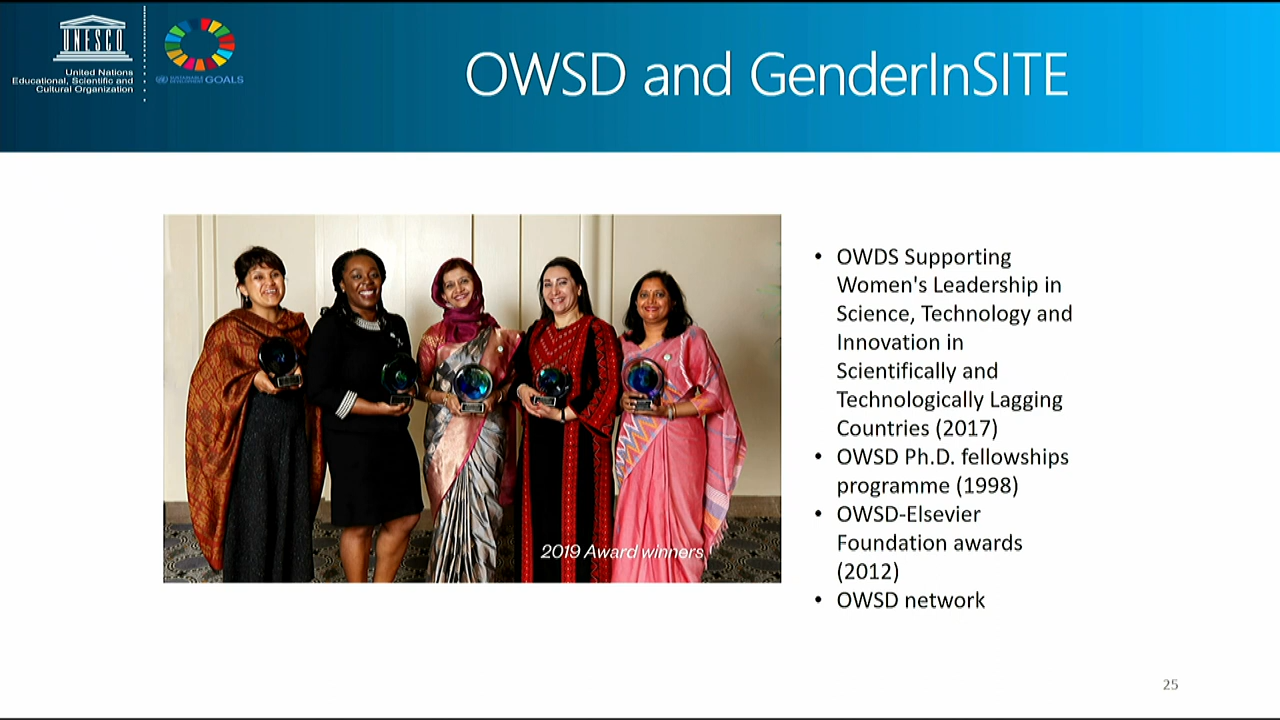 UNESCO
United Nations
Educational, Scientific and
Cultural Organization
SUSTAINABLE
DEVELOPMENT GOALS
OWSD and GenderInSITE
2019 Award winners
• OWDS Supporting
Women's Leadership in
Science, Technology and
Innovation in
Scientifically and
Technologically Lagging
Countries (2017)
• OWSD Ph.D. fellowships
programme (1998)
• OWSD-Elsevier
Foundation awards
(2012)
• OWSD network
25